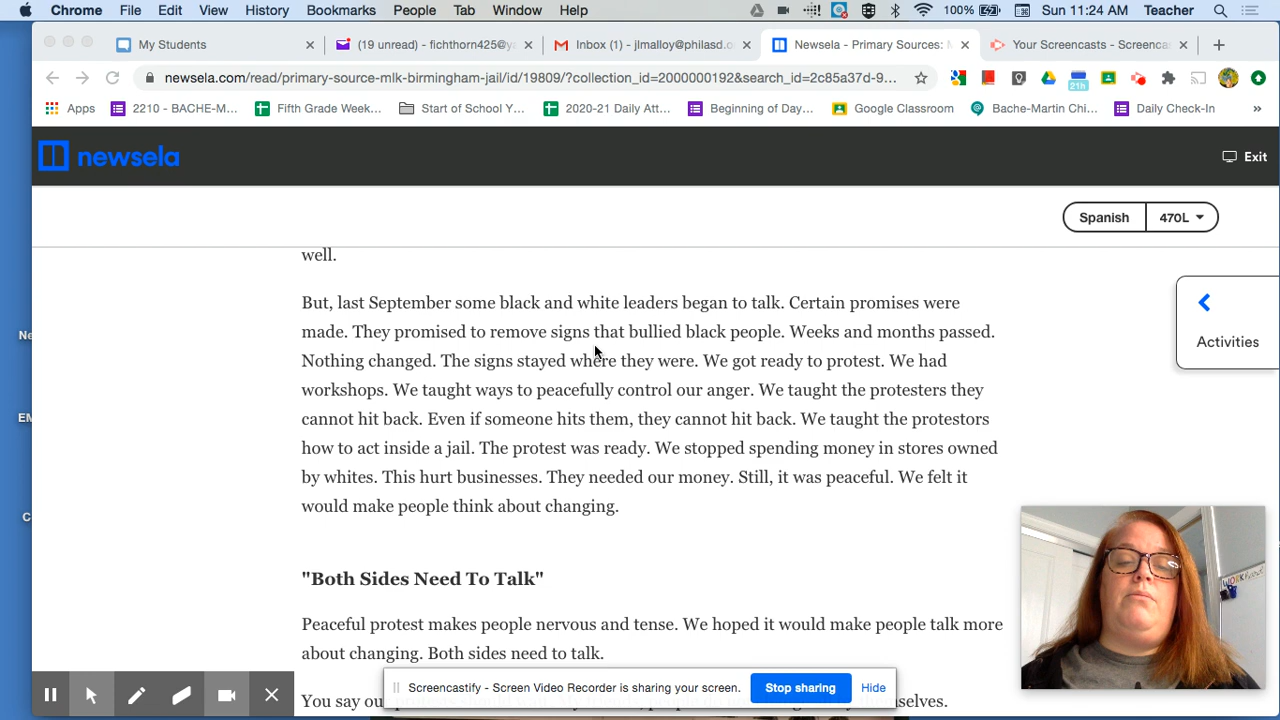 Chrome File Edit View History Bookmarks People Tab Window Help 100% Sun 11:24 AM Teacher
My Students (19 unread) - fichthorn425@y Inbox (1) - jlmalloy@philasd. Newsela - Primary Sources: M Your Screencasts - Screencas
newsela.com/read/primary-source-mlk-birmingham-jail/id/19809/?collection_id=2000000192&search_id=2c85a37d-9...
21h
Apps 2210 - BACHE-M... Fifth Grade Week... Start of School Y... 2020-21 Daily Att... Beginning of Day... Google Classroom Bache-Martin Chi... Daily Check-In »
newsela Exit
Spanish 470L
well.
But, last September some black and white leaders began to talk. Certain promises were
made. They promised to remove signs that bullied black people. Weeks and months passed.
Nothing changed. The signs stayed where they were. We got ready to protest. We had
workshops. We taught ways to peacefully control our anger. We taught the protesters they
cannot hit back. Even if someone hits them, they cannot hit back. We taught the protestors
how to act inside a jail. The protest was ready. We stopped spending money in stores owned
by whites. This hurt businesses. They needed our money. Still, it was peaceful. We felt it
would make people think about changing.
Activities
"Both Sides Need To Talk"
Peaceful protest makes people nervous and tense. We hoped it would make people talk more
about changing. Both sides need to talk.
You say ou
Screencastify - Screen Video Recorder is sharing your screen. Stop sharing Hide
Ne
EM
C